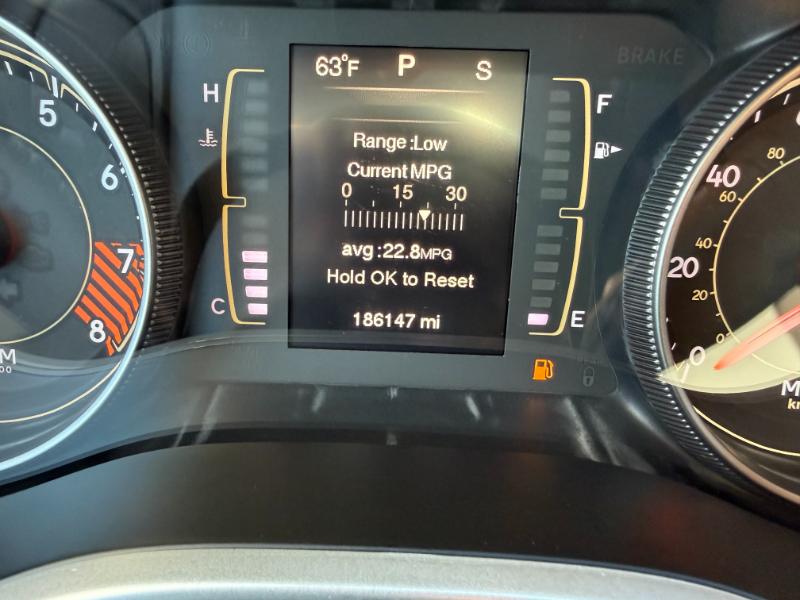 63°F P S
BRAKE
H
F
C
E
Range :Low
Current MPG
0 15 30
avg :22.8MPG
Hold OK to Reset
186147 mi
5
6
7
8
80
40
60
40
20
20
0